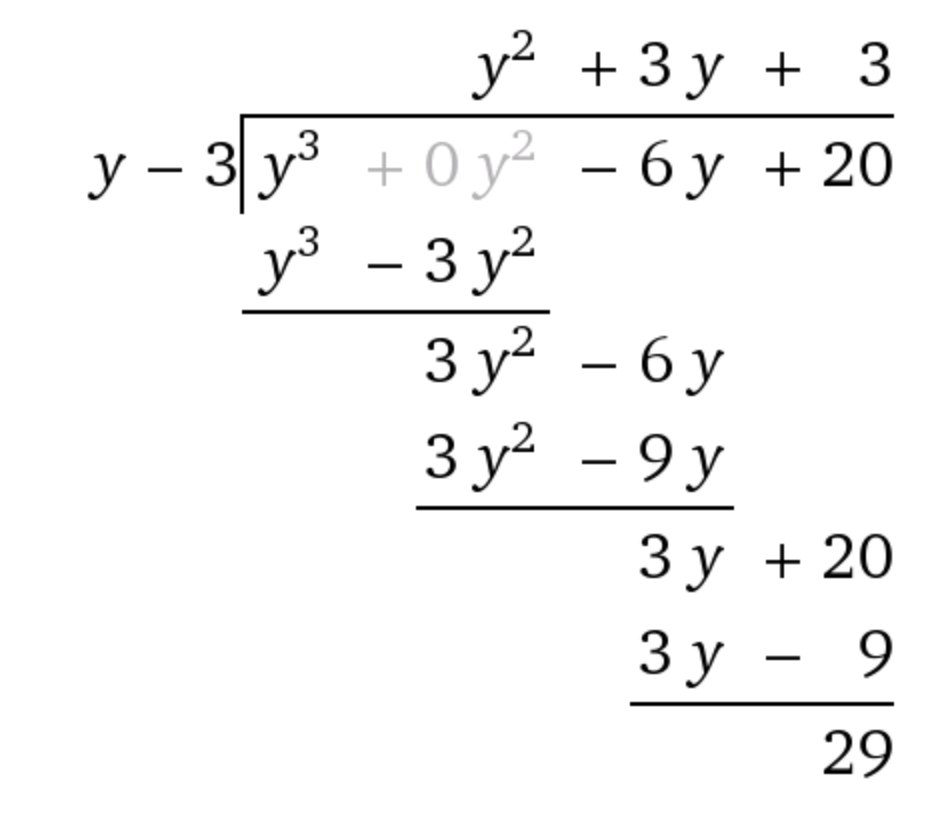 y² + 3 y + 3
y − 3 y³ + 0 y² − 6 y + 20
y³ − 3 y²
3 y² − 6 y
3 y² − 9 y
3 y + 20
3 y − 9
29